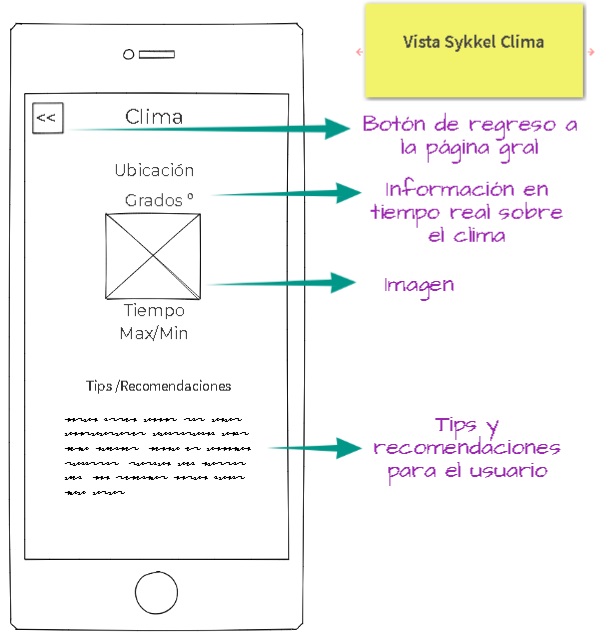 Vista Sykkel Clima
<<
Clima
Botón de regreso a
la página gral
Ubicación
Grados º
Información en
tiempo real sobre
el clima
Imagen
Tiempo
Max/Min
Tips /Recomendaciones
Tips y
recomendaciones
para el usuario